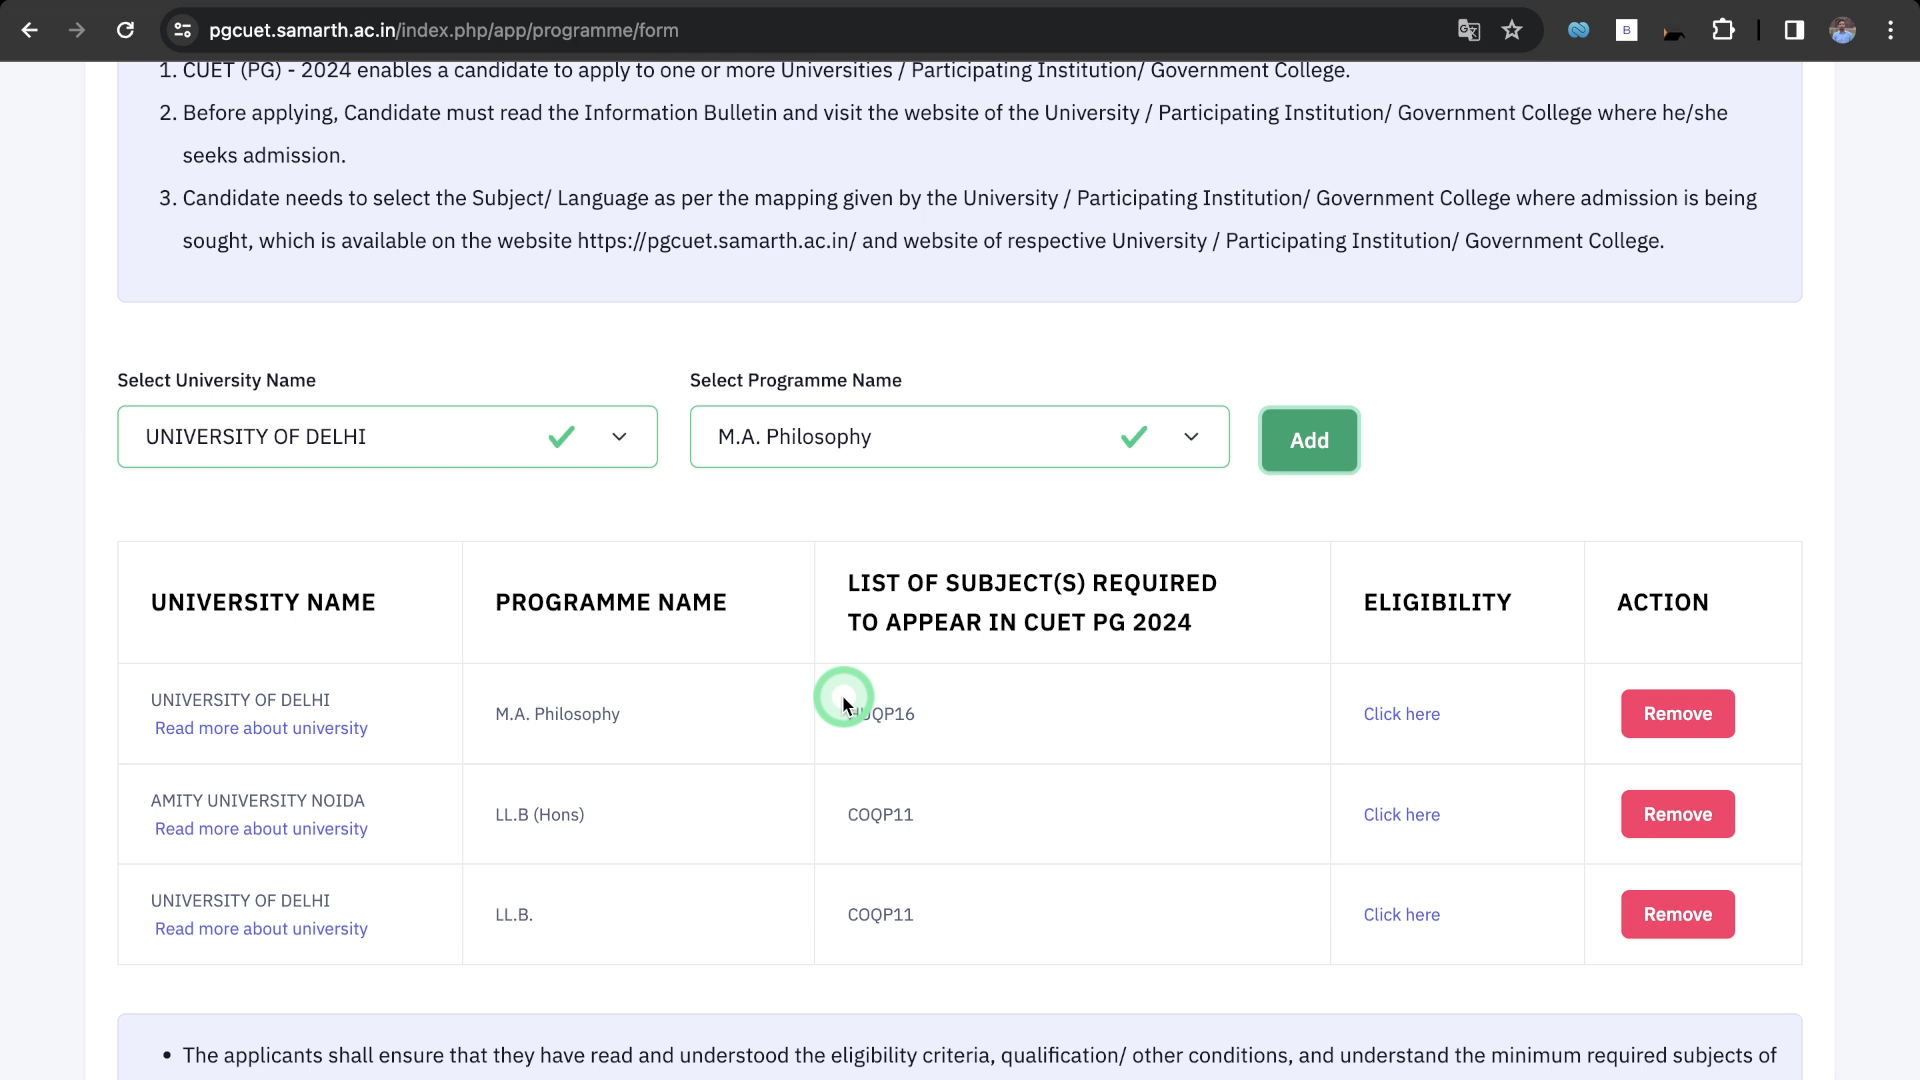 pgcuet.samarth.ac.in/index.php/app/programme/form
B
1. CUET (PG) - 2024 enables a candidate to apply to one or more Universities / Participating Institution/ Government College.
2. Before applying, Candidate must read the Information Bulletin and visit the website of the University / Participating Institution/ Government College where he/she
seeks admission.
3. Candidate needs to select the Subject/ Language as per the mapping given by the University / Participating Institution/ Government College where admission is being
sought, which is available on the website https://pgcuet.samarth.ac.in/ and website of respective University / Participating Institution/ Government College.
Select University Name
Select Programme Name
UNIVERSITY OF DELHI
M.A. Philosophy
Add
UNIVERSITY NAME
PROGRAMME NAME
LIST OF SUBJECT(S) REQUIRED
TO APPEAR IN CUET PG 2024
ELIGIBILITY
ACTION
UNIVERSITY OF DELHI
Read more about university
M.A. Philosophy
Click here
Remove
AMITY UNIVERSITY NOIDA
Read more about university
LL.B (Hons)
COQP11
Click here
Remove
UNIVERSITY OF DELHI
Read more about university
LL.B.
COQP11
Click here
Remove
• The applicants shall ensure that they have read and understood the eligibility criteria, qualification/ other conditions, and understand the minimum required subjects of